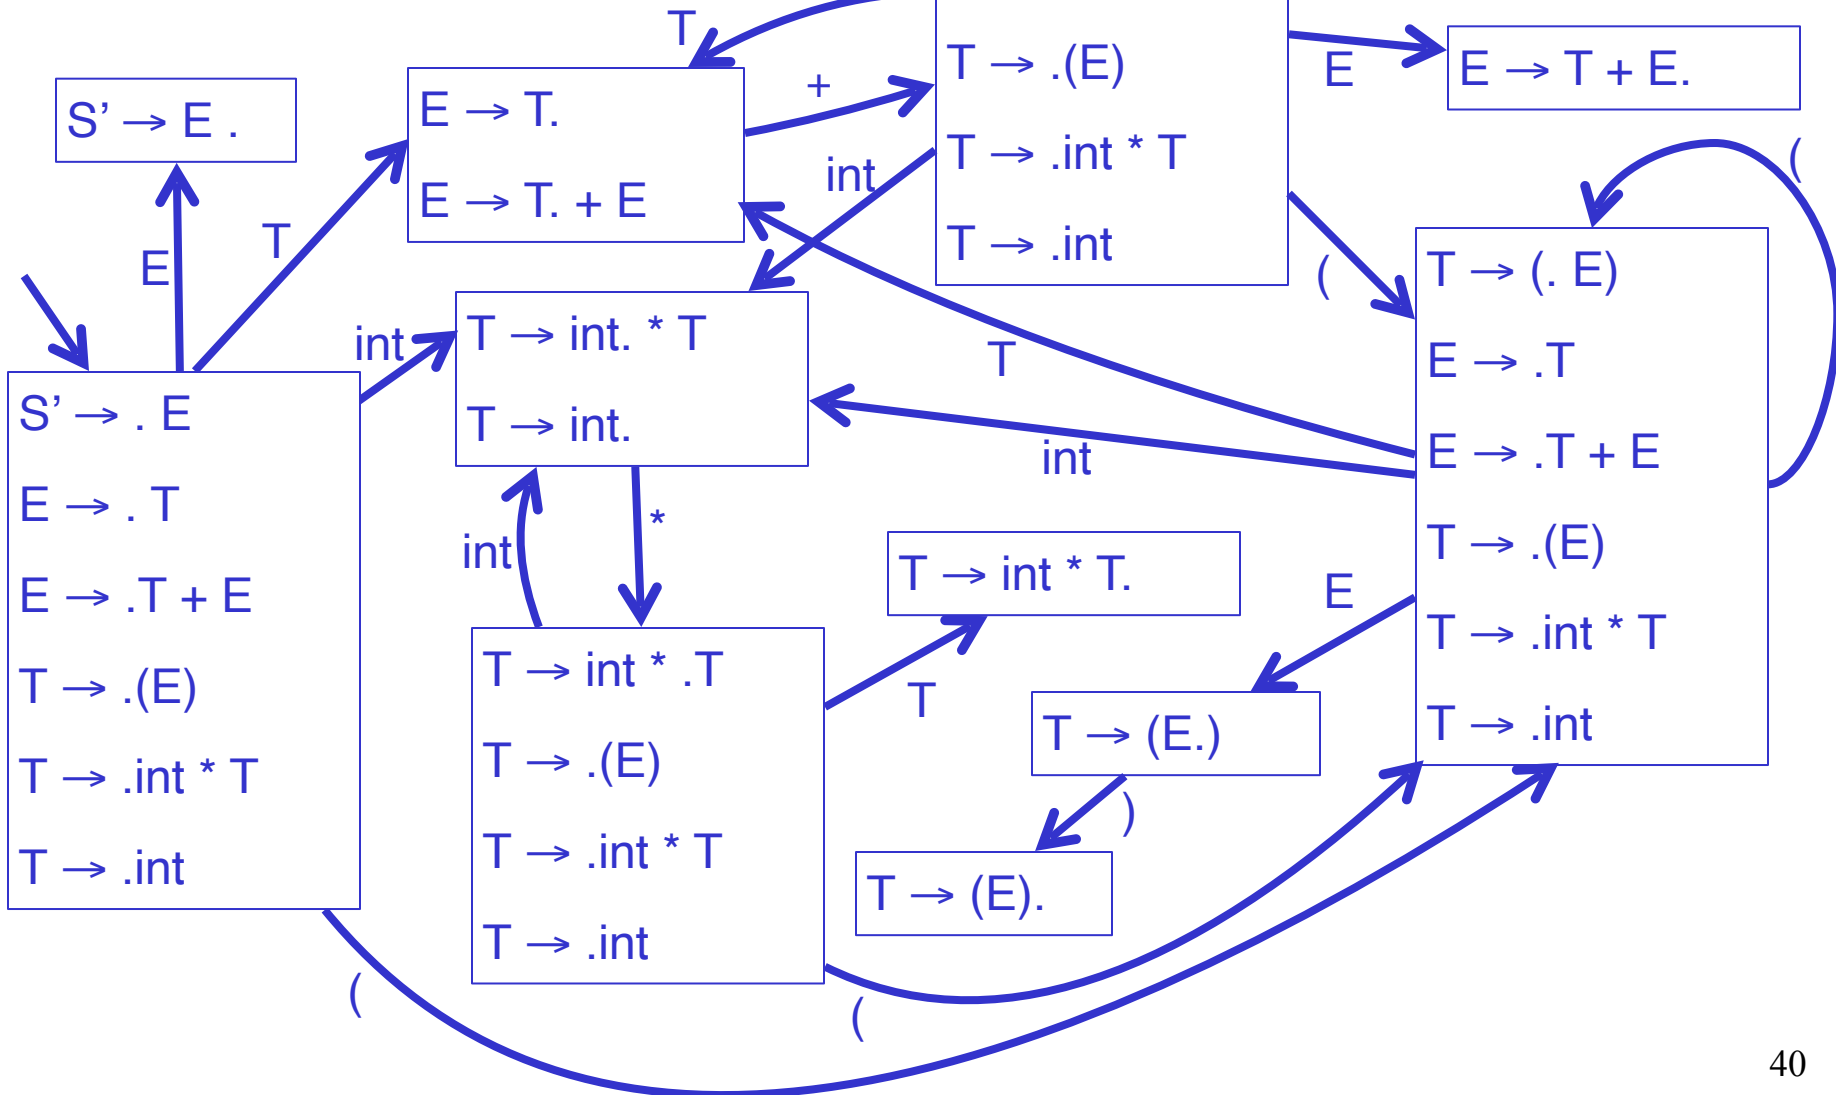 T
T → .(E)
T → .int * T
T → .int
E
E → T + E.
S’ → E .
E → T.
E → T. + E
+
int
(
E
T
int
T → int. * T
T → int.
T
int
(
T → (. E)
E → .T
E → .T + E
T → .(E)
T → .int * T
T → .int
S’ → . E
E → . T
E → .T + E
T → .(E)
T → .int * T
T → .int
int
*
T → int * .T
T → .(E)
T → .int * T
T → .int
T → int * T.
T
E
T → (E.)
)
T → (E).
(
(
40